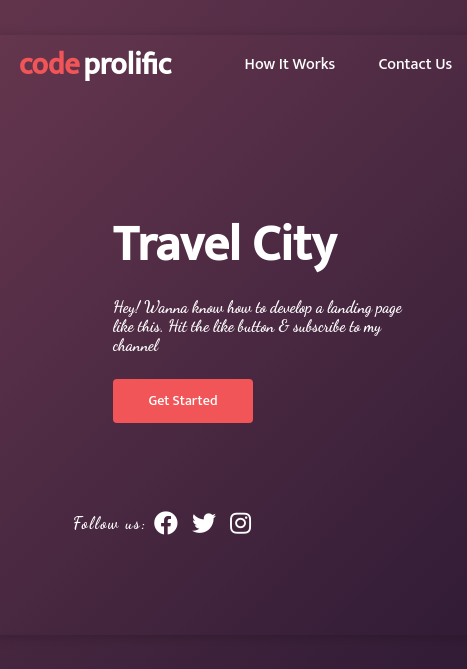 code prolific
How It Works
Contact Us
Travel City
Hey! Wanna know how to develop a landing page
like this. Hit the like button & subscribe to my
channel
Get Started
Follow us: